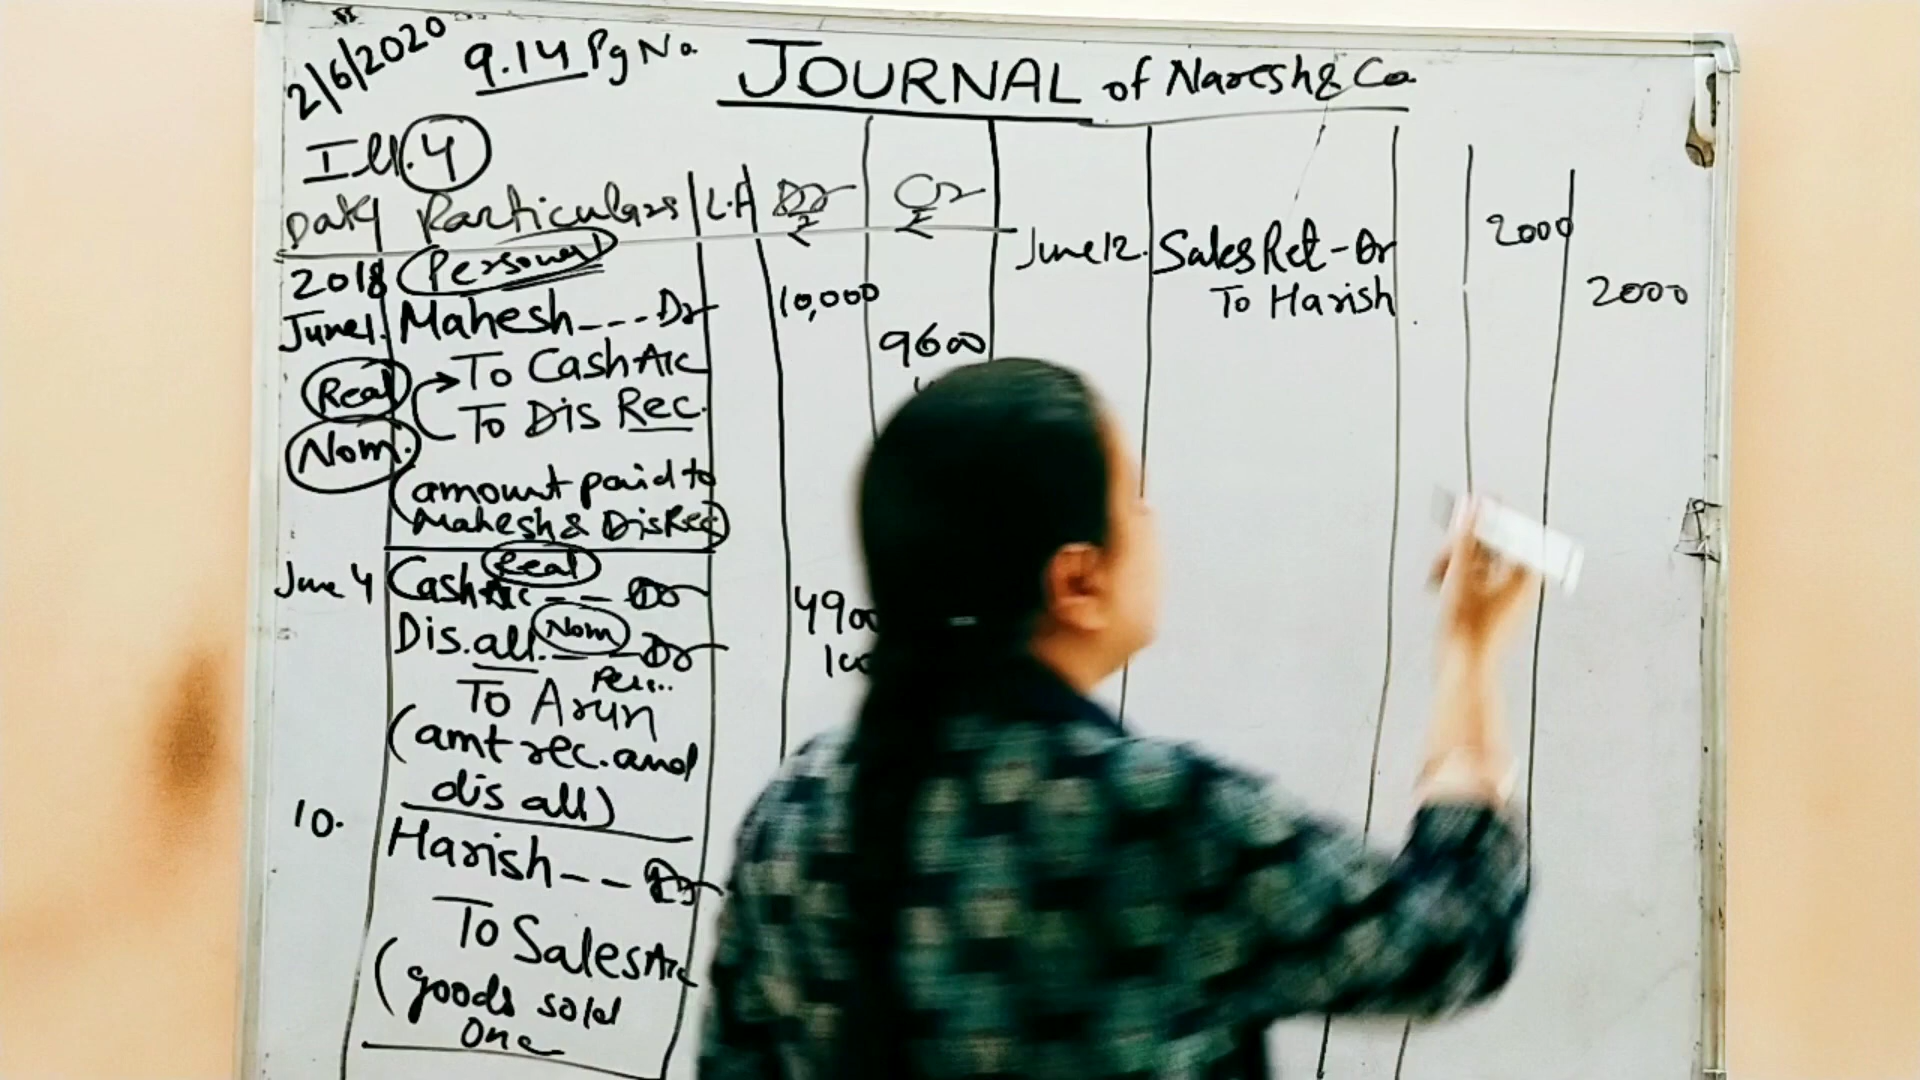 2/6/2020 9.14 Pg No. JOURNAL of Naresh & Co.
Ill. 4
Date Particulars L.F Dr Cr
2018 Personal
June 1. Mahesh --- Dr 10,000
To Cash A/c 9600
Real
To Dis Rec.
Nom.
(amount paid to
Mahesh & Dis Rec)
June 4 Cash A/c -- Dr 4900
Real
Dis. all. -- Dr
Nom
Per...
To Arun
(amt rec. and
dis all)
10. Harish -- Dr
To Sales A/c
(goods sold
One
June 12. Sales Ret - Dr 2000
To Harish 2000